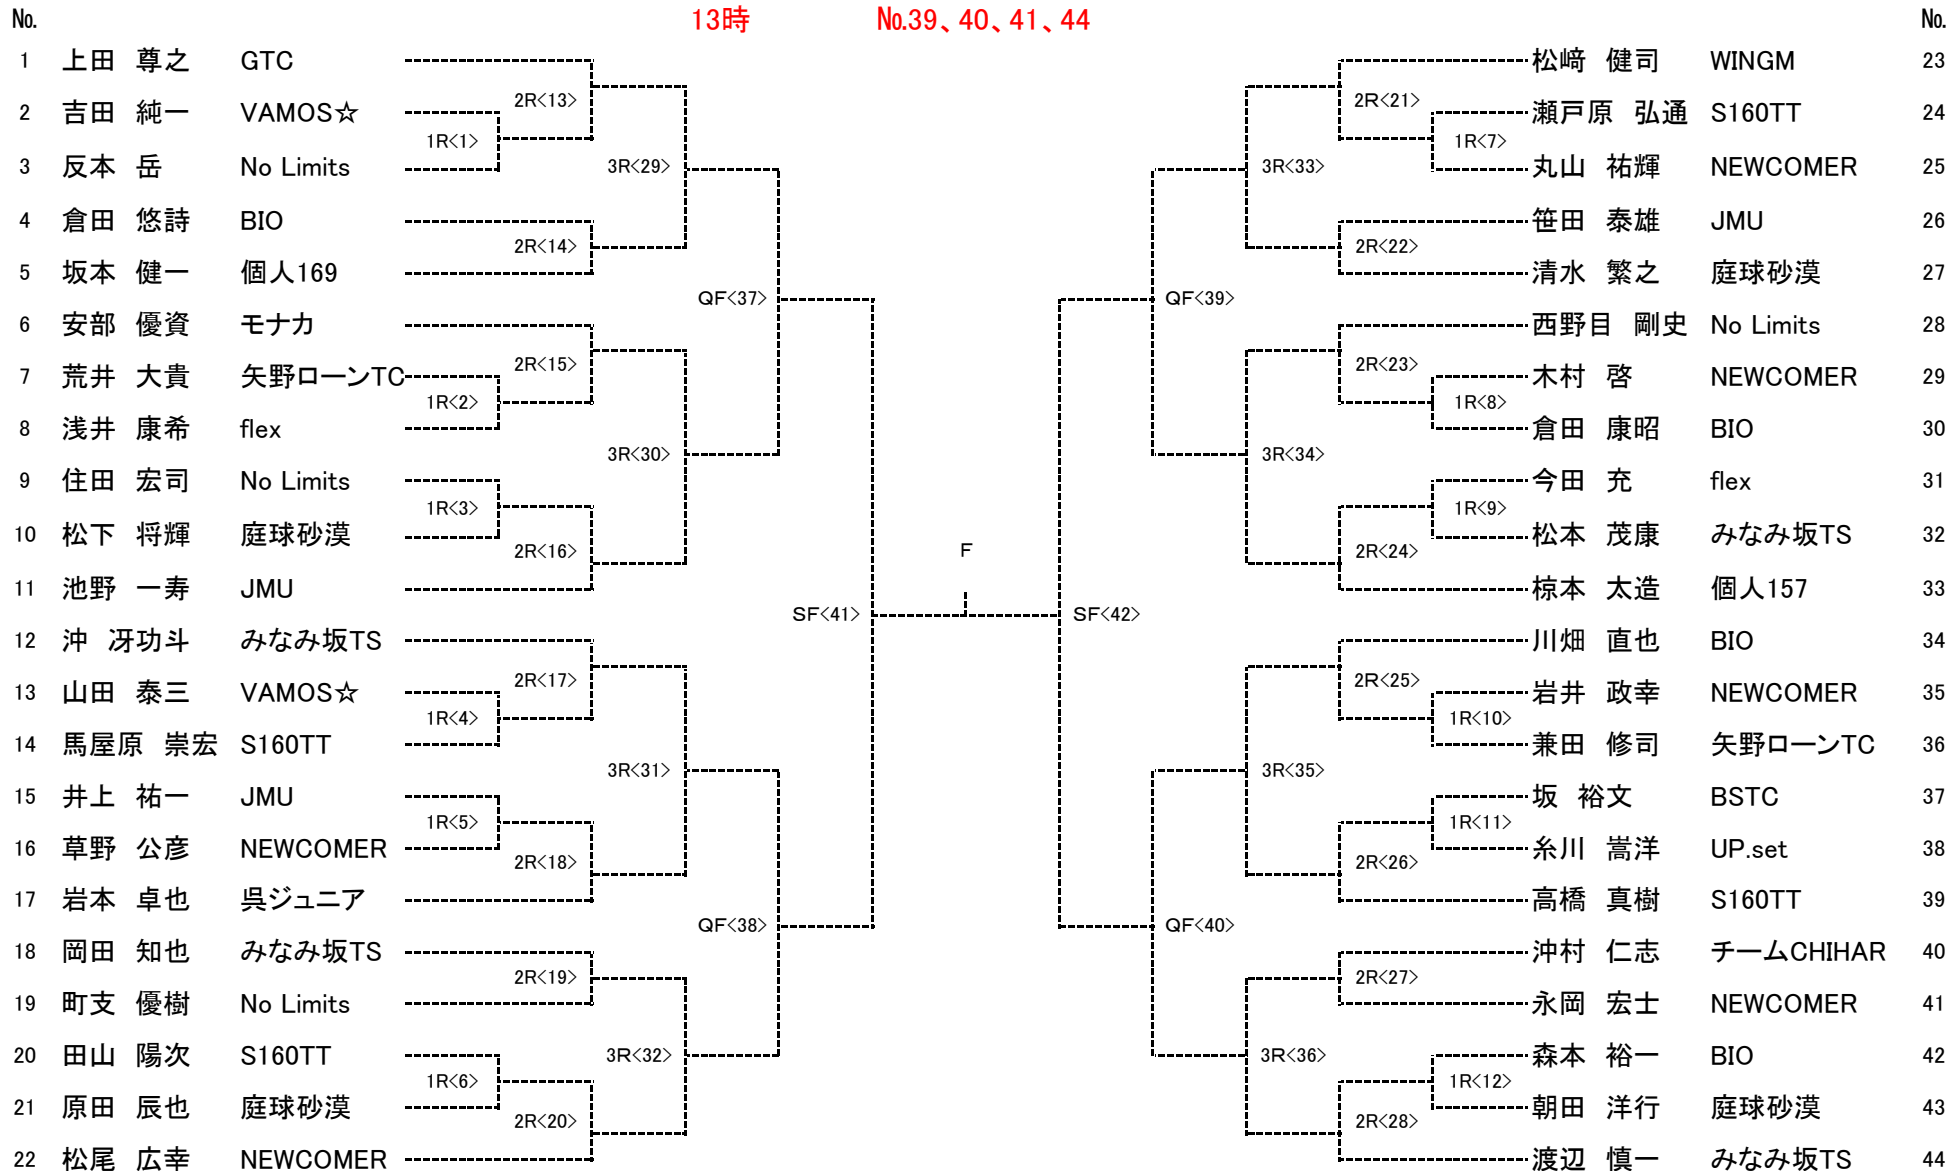 No. 13時 №39、40、41、44 No.
1 上田 尊之 GTC 松﨑 健司 WINGM 23
2R<13> 2R<21>
2 吉田 純一 VAMOS☆ 瀬戸原 弘通 S160TT 24
1R<1> 1R<7>
3 反本 岳 No Limits 3R<29> 3R<33> 丸山 祐輝 NEWCOMER 25
4 倉田 悠詩 BIO 笹田 泰雄 JMU 26
2R<14> 2R<22>
5 坂本 健一 個人169 清水 繁之 庭球砂漠 27
QF<37> QF<39>
6 安部 優資 モナカ 西野目 剛史 No Limits 28
2R<15> 2R<23>
7 荒井 大貴 矢野ローンTC 木村 啓 NEWCOMER 29
1R<2> 1R<8>
8 浅井 康希 flex 倉田 康昭 BIO 30
3R<30> 3R<34>
9 住田 宏司 No Limits 今田 充 flex 31
1R<3> 1R<9>
10 松下 将輝 庭球砂漠 松本 茂康 みなみ坂TS 32
2R<16> F 2R<24>
11 池野 一寿 JMU 椋本 太造 個人157 33
SF<41> SF<42>
12 沖 冴功斗 みなみ坂TS 川畑 直也 BIO 34
2R<17> 2R<25>
13 山田 泰三 VAMOS☆ 岩井 政幸 NEWCOMER 35
1R<4> 1R<10>
14 馬屋原 崇宏 S160TT 兼田 修司 矢野ローンTC 36
3R<31> 3R<35>
15 井上 祐一 JMU 坂 裕文 BSTC 37
1R<5> 1R<11>
16 草野 公彦 NEWCOMER 糸川 嵩洋 UP.set 38
2R<18> 2R<26>
17 岩本 卓也 呉ジュニア 高橋 真樹 S160TT 39
QF<38> QF<40>
18 岡田 知也 みなみ坂TS 沖村 仁志 チームCHIHAR 40
2R<19> 2R<27>
19 町支 優樹 No Limits 永岡 宏士 NEWCOMER 41
20 田山 陽次 S160TT 3R<32> 3R<36> 森本 裕一 BIO 42
1R<6> 1R<12>
21 原田 辰也 庭球砂漠 朝田 洋行 庭球砂漠 43
2R<20> 2R<28>
22 松尾 広幸 NEWCOMER 渡辺 慎一 みなみ坂TS 44